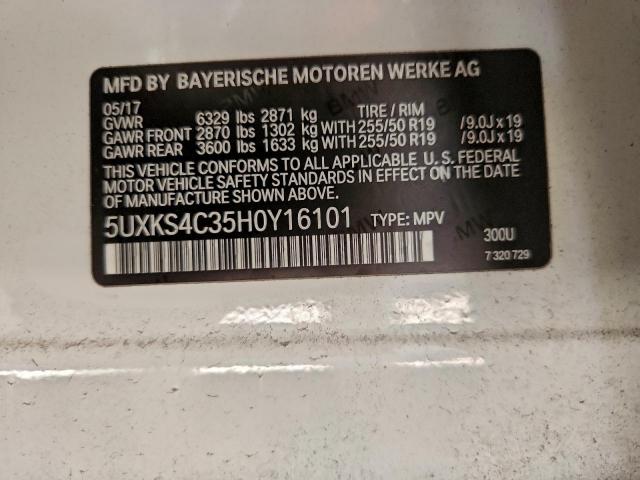 MFD BY BAYERISCHE MOTOREN WERKE AG
05/17 TIRE / RIM
GVWR 6329 lbs 2871 kg
GAWR FRONT 2870 lbs 1302 kg WITH 255/50 R19 /9.0J x 19
GAWR REAR 3600 lbs 1633 kg WITH 255/50 R19 /9.0J x 19
THIS VEHICLE CONFORMS TO ALL APPLICABLE U.S. FEDERAL
MOTOR VEHICLE SAFETY STANDARDS IN EFFECT ON THE DATE
OF MANUFACTURE SHOWN ABOVE.
5UXKS4C35H0Y16101 TYPE: MPV
300U
7 320 729